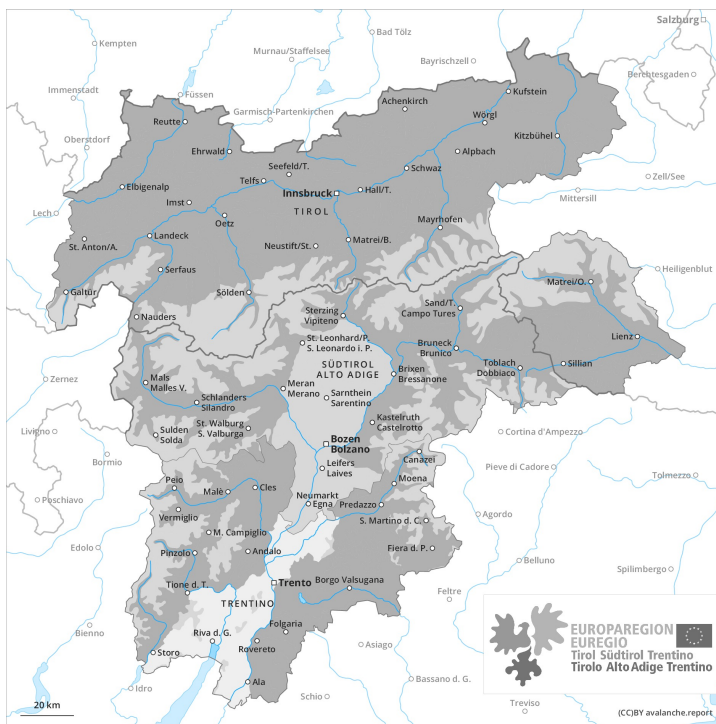 Salzburg
Bad Tölz
Kempten
Murnau/Staffelsee
Bayrischzell
Berchtesgaden
Immenstadt
Füssen
Kufstein
Achenkirch
Garmisch-Partenkirchen
Reutte
Wörgl
Kitzbühel
Oberstdorf
Ehrwald
Alpbach
Seefeld/T.
Schwaz
Telfs
Zell/See
Elbigenalp
Innsbruck
Hall/T.
Mittersill
Imst
TIROL
Lech
Oetz
Mayrhofen
Landeck
Matrei/B.
St. Anton/A.
Neustift/St.
Serfaus
Heiligenblut
Matrei/O.
Galtür
Sölden
Sand/T.
Campo Tures
Nauders
Sterzing
Vipiteno
St. Leonhard/P.
S. Leonardo i. P.
Lienz
Bruneck
Brunico
SÜDTIROL
ALTO ADIGE
Toblach
Dobbiaco
Sillian
Brixen
Bressanone
Zernez
Mals
Malles V.
Meran
Merano
Sarnthein
Sarentino
Schlanders
Silandro
Kastelruth
Castelrotto
St. Walburg
S. Valburga
Sulden
Solda
Livigno
Cortina d'Ampezzo
Bozen
Bolzano
Canazei
Bormio
Leifers
Laives
Pieve di Cadore
Tolmezzo
Peio
Malè
Cles
Moena
Poschiavo
Neumarkt
Egna
Predazzo
Vermiglio
S. Martino d. C.
Agordo
M. Campiglio
Edolo
Pinzolo
Andalo
Fiera d. P.
Belluno
Spilimbergo
Tione d. T.
Trento
Borgo Valsugana
Feltre
TRENTINO
Bienno
Folgaria
Riva d. G.
Rovereto
Asiago
Storo
Ala
Idro
Schio
Bassano d. G.
Treviso
EUROPAREGION
EUREGIO
Tirol Südtirol Trentino
Tirolo Alto Adige Trentino
20 km
(CC)BY avalanche.report